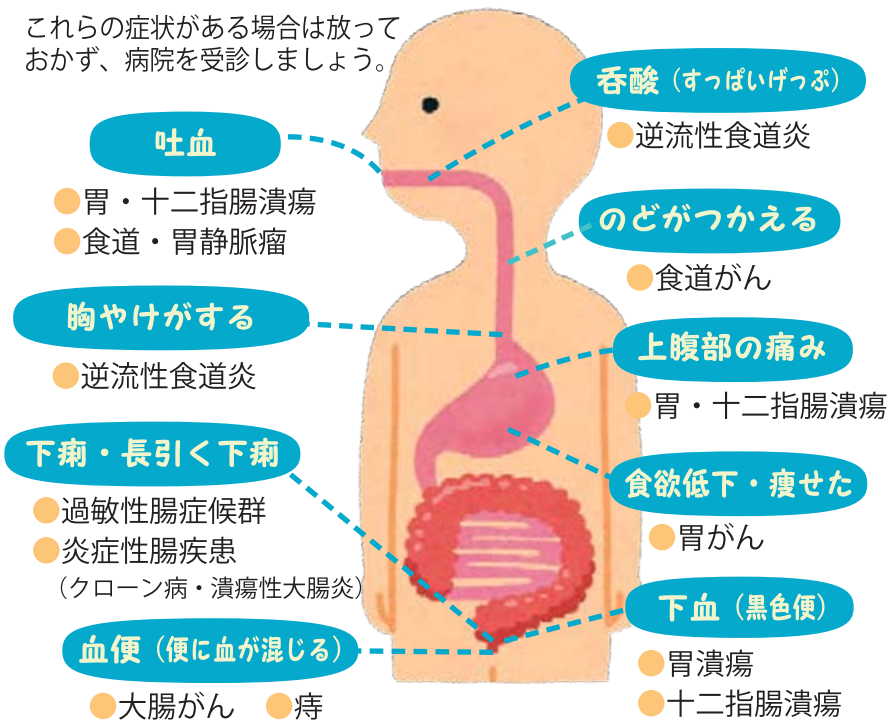 これらの症状がある場合は放って
おかず、病院を受診しましょう。
呑酸（すっぱいげっぷ）
●逆流性食道炎
吐血
●胃・十二指腸潰瘍
●食道・胃静脈瘤
のどがつかえる
●食道がん
胸やけがする
●逆流性食道炎
上腹部の痛み
●胃・十二指腸潰瘍
下痢・長引く下痢
●過敏性腸症候群
●炎症性腸疾患
（クローン病・潰瘍性大腸炎）
食欲低下・痩せた
●胃がん
下血（黒色便）
●胃潰瘍
●十二指腸潰瘍
血便（便に血が混じる）
●大腸がん ●痔